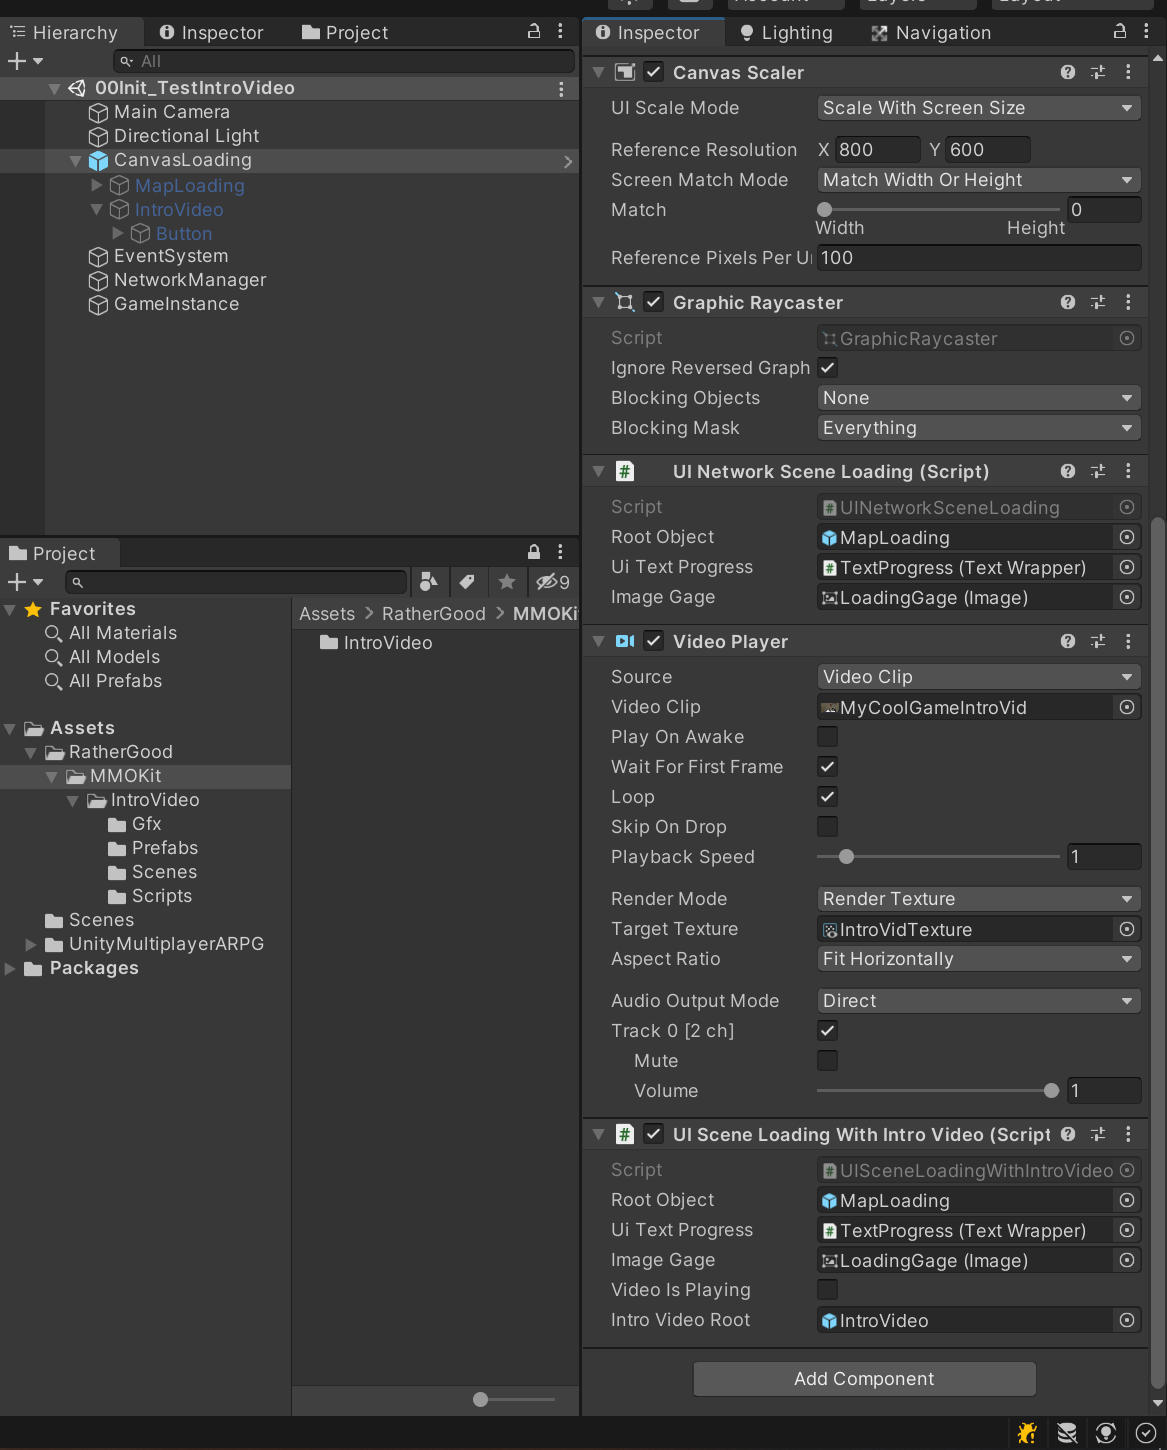 Hierarchy
Inspector
Project
All
00Init_TestIntroVideo
Main Camera
Directional Light
CanvasLoading
MapLoading
IntroVideo
Button
EventSystem
NetworkManager
GameInstance
Project
9
Favorites
All Materials
All Models
All Prefabs
Assets
RatherGood
MMOKit
IntroVideo
Gfx
Prefabs
Scenes
Scripts
Scenes
UnityMultiplayerARPG
Packages
Assets > RatherGood > MMOKi
IntroVideo
Inspector
Lighting
Navigation
Canvas Scaler
UI Scale Mode Scale With Screen Size
Reference Resolution X 800 Y 600
Screen Match Mode Match Width Or Height
Match 0
Width Height
Reference Pixels Per Ur 100
Graphic Raycaster
Script GraphicRaycaster
Ignore Reversed Graph
Blocking Objects None
Blocking Mask Everything
# UI Network Scene Loading (Script)
Script # UINetworkSceneLoading
Root Object MapLoading
Ui Text Progress # TextProgress (Text Wrapper)
Image Gage LoadingGage (Image)
Video Player
Source Video Clip
Video Clip MyCoolGameIntroVid
Play On Awake
Wait For First Frame
Loop
Skip On Drop
Playback Speed 1
Render Mode Render Texture
Target Texture IntroVidTexture
Aspect Ratio Fit Horizontally
Audio Output Mode Direct
Track 0 [2 ch]
Mute
Volume 1
# UI Scene Loading With Intro Video (Script
Script # UISceneLoadingWithIntroVideo
Root Object MapLoading
Ui Text Progress # TextProgress (Text Wrapper)
Image Gage LoadingGage (Image)
Video Is Playing
Intro Video Root IntroVideo
Add Component